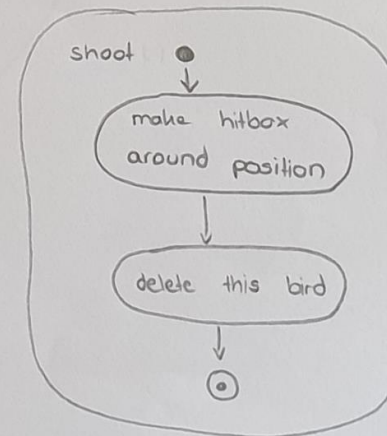 shoot
make hitbox
around position
delete this bird